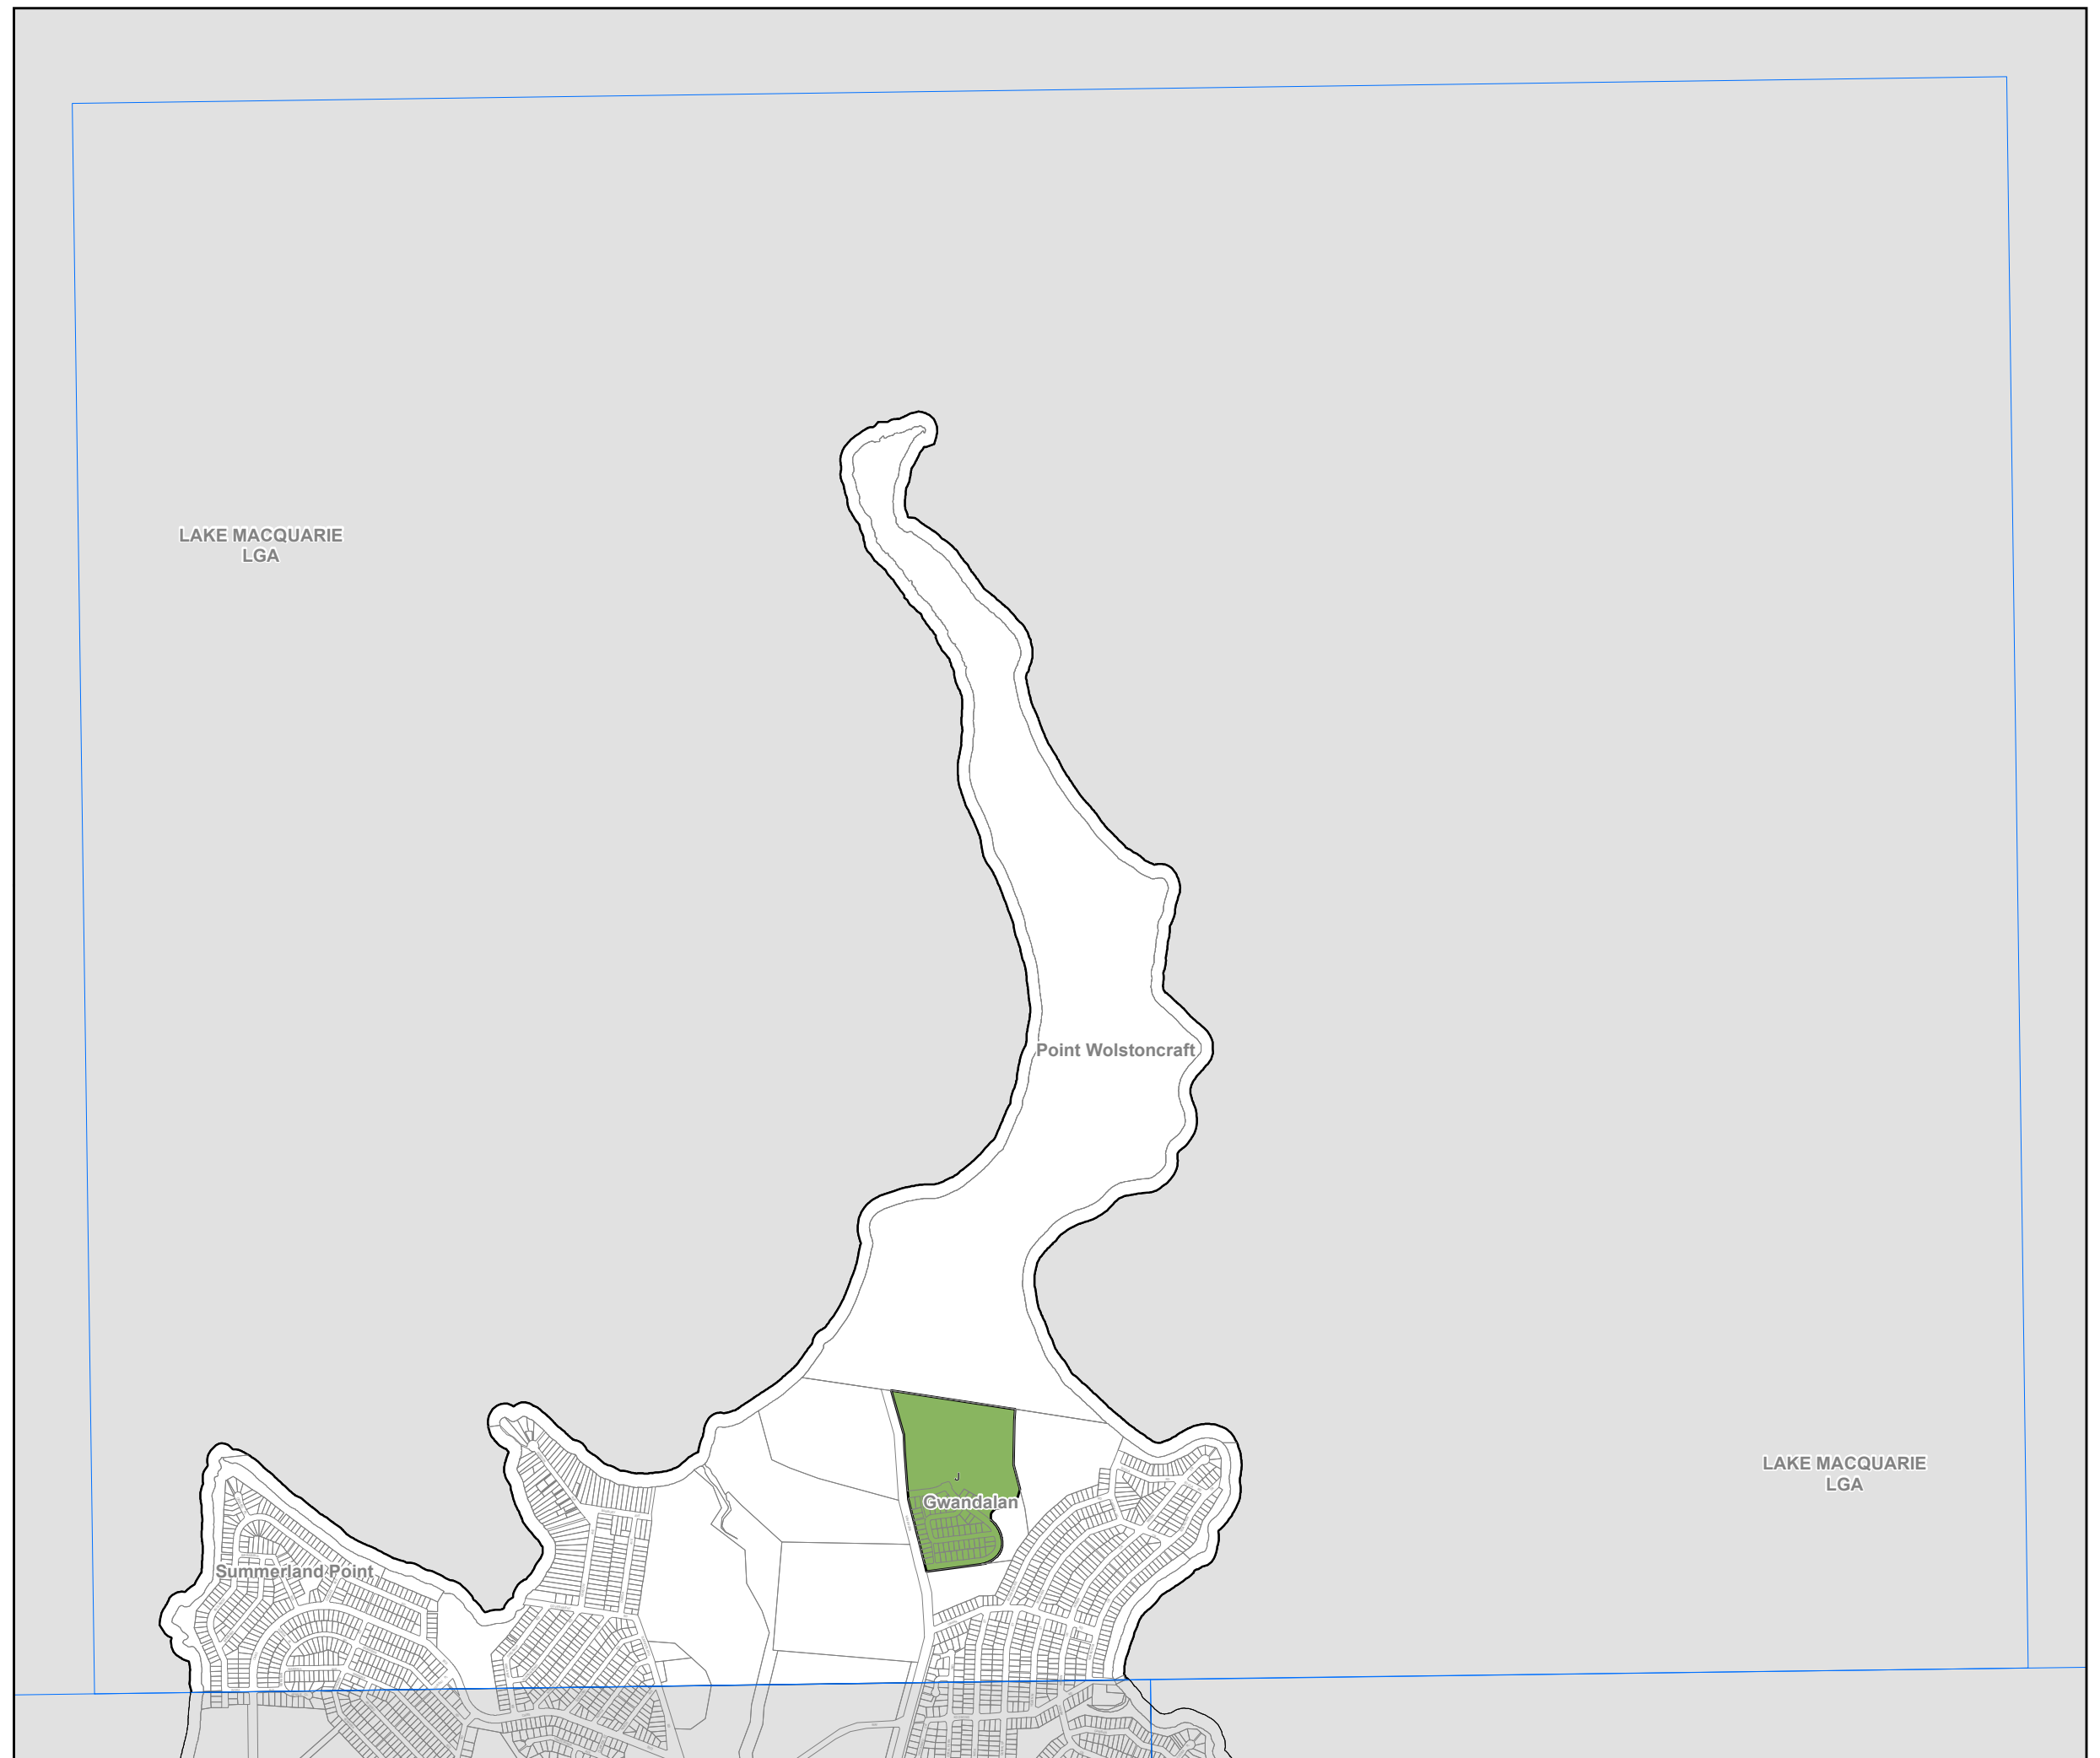 LAKE MACQUARIE
LGA
Point Wolstoncraft
LAKE MACQUARIE
LGA
J
Gwandalan
Summerland Point